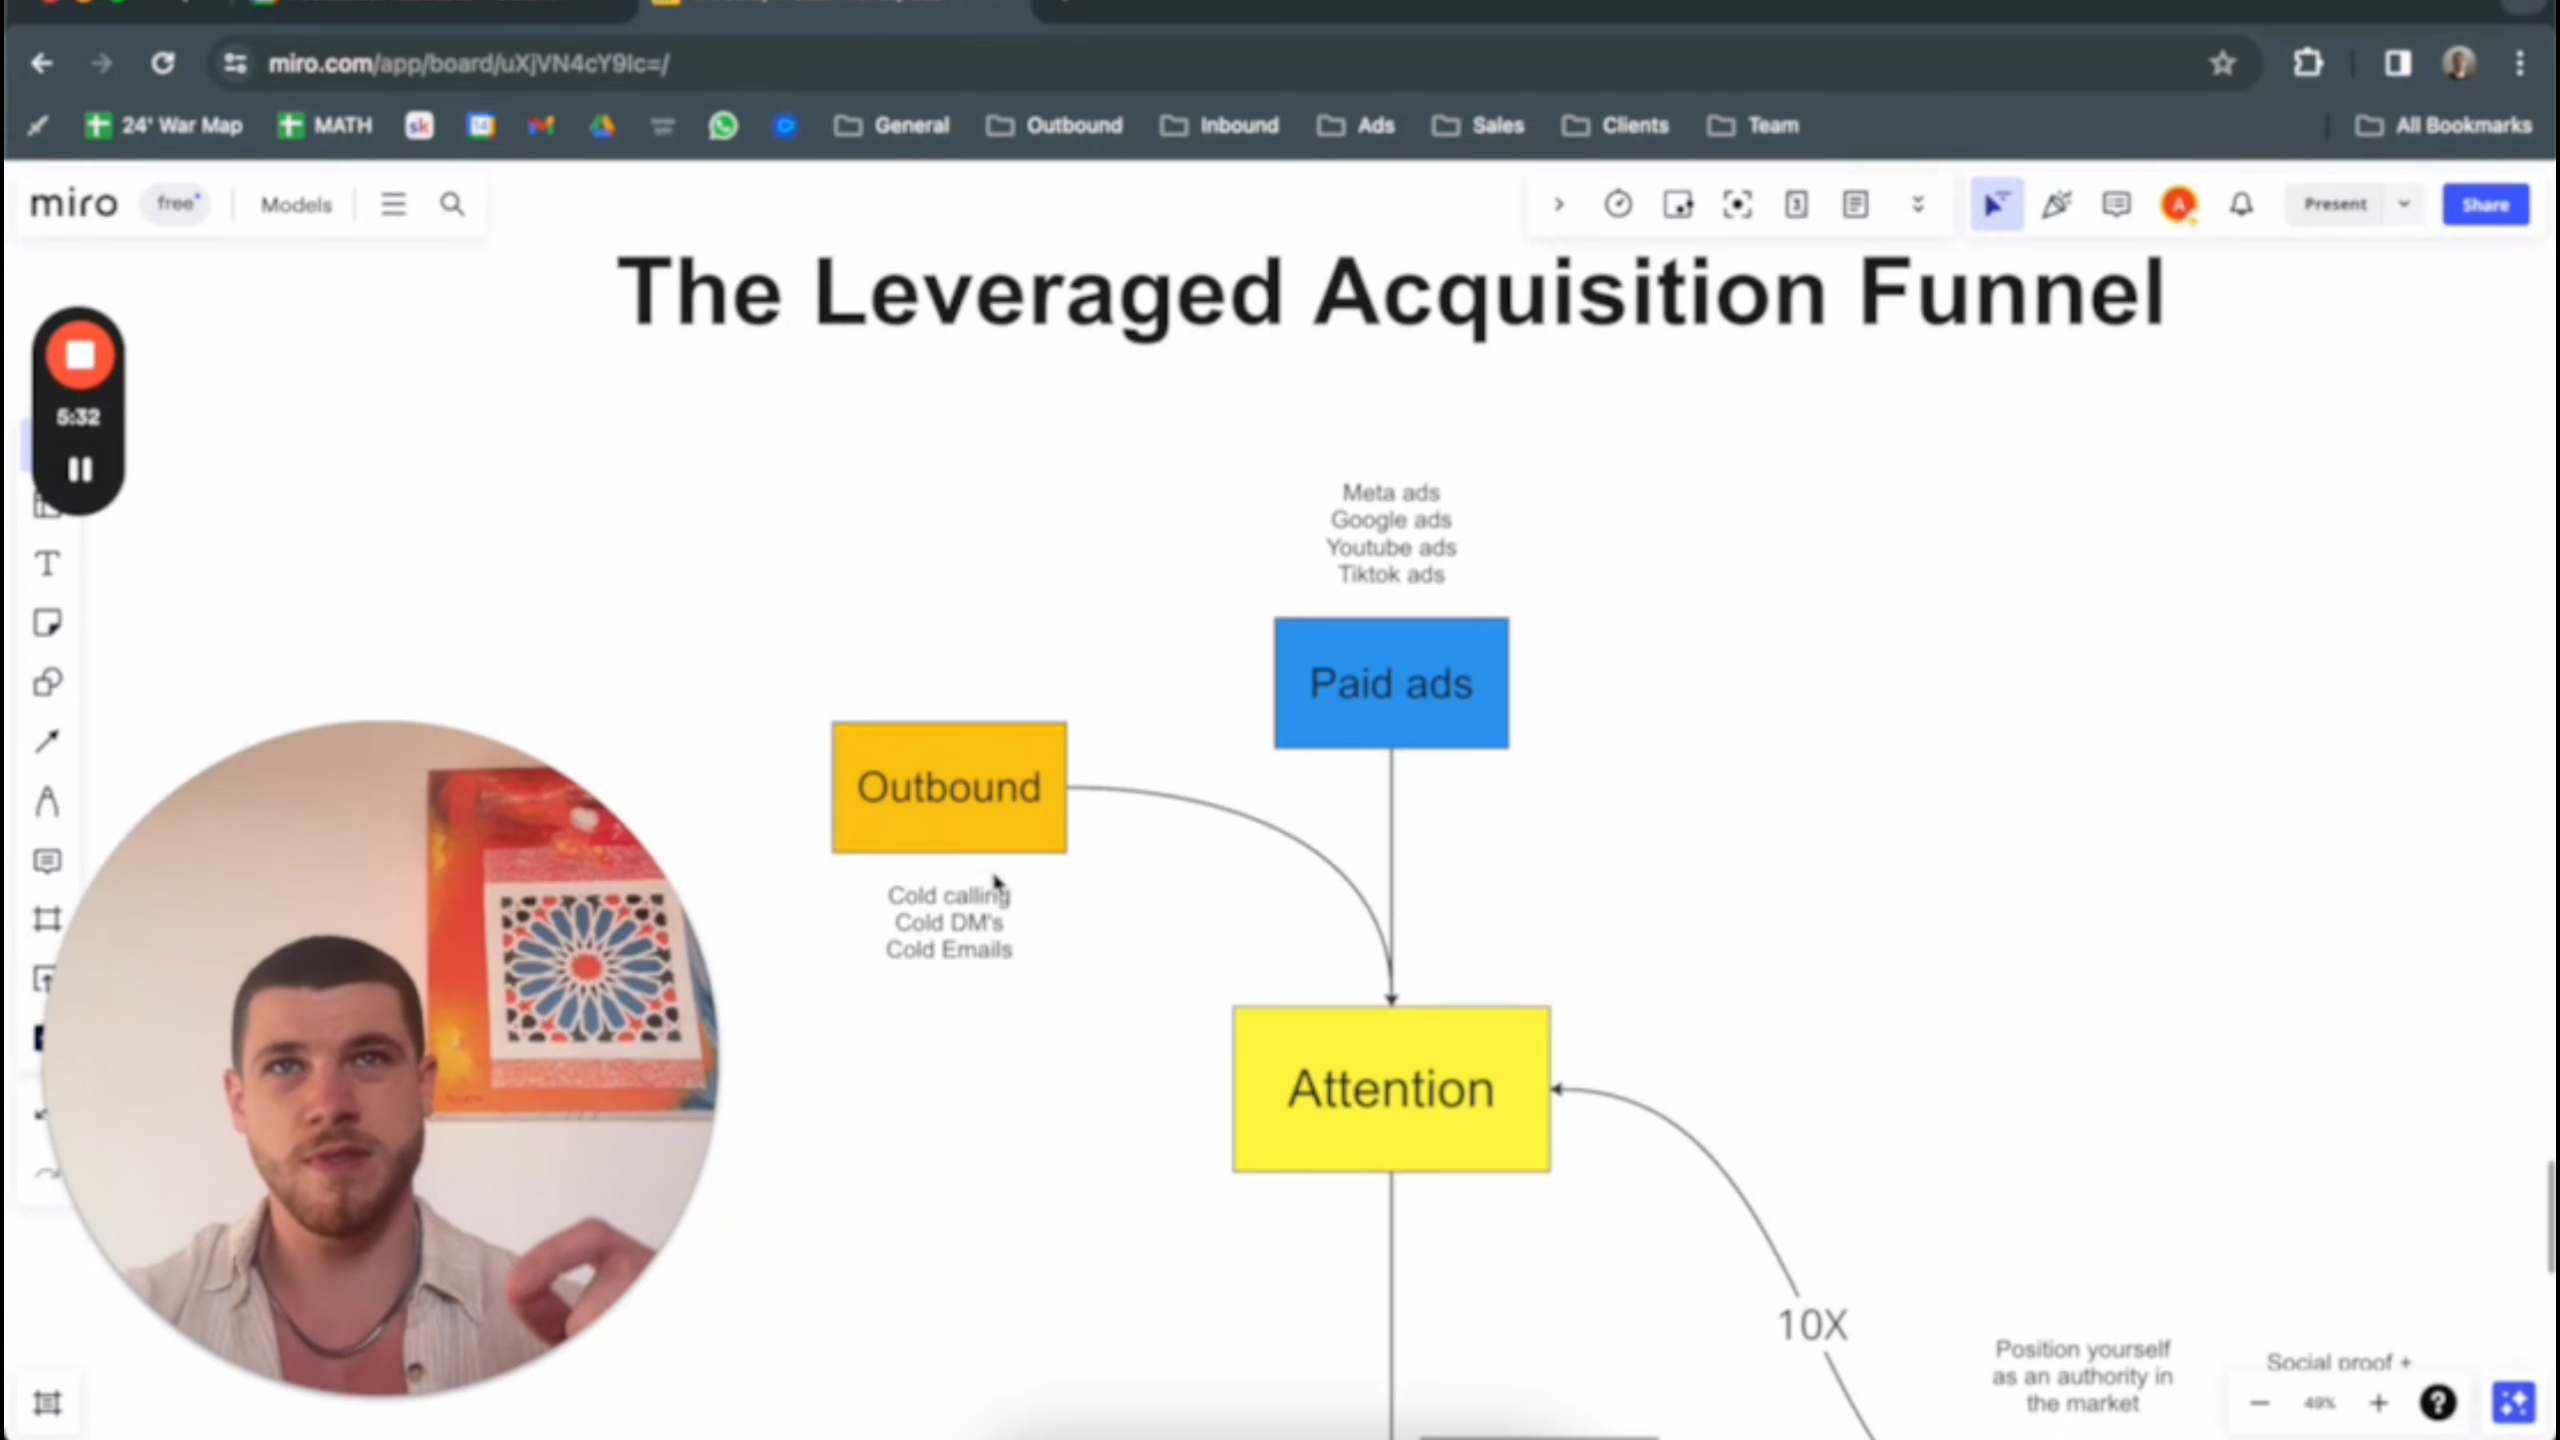 miro.com/app/board/uXjVN4cY9Ic=/
24' War Map
MATH
sk
General
Outbound
Inbound
Ads
Sales
Clients
Team
All Bookmarks
miro
free
Models
3
A
Present
Share
The Leveraged Acquisition Funnel
5:32
Meta ads
Google ads
Youtube ads
Tiktok ads
Paid ads
Outbound
Cold calling
Cold DM's
Cold Emails
Attention
10X
Position yourself
as an authority in
the market
Social proof +
49%
?